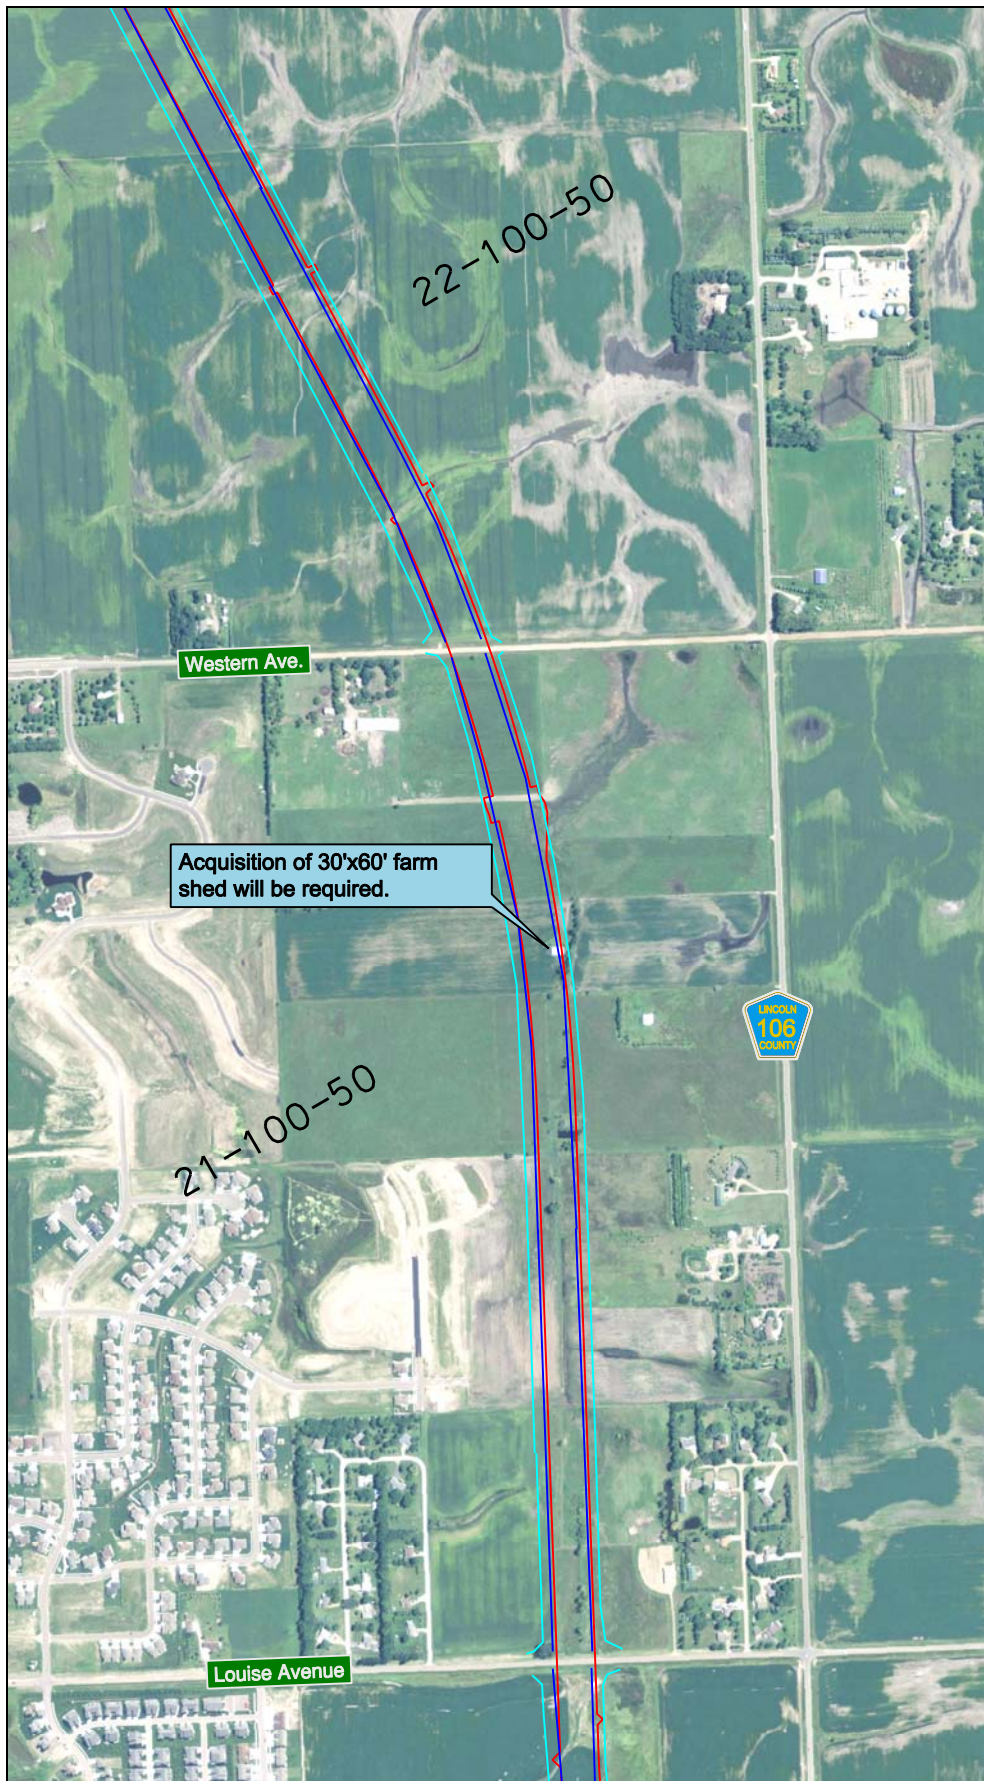 22-100-50
Western Ave.
Acquisition of 30'x60' farm
shed will be required.
LINCOLN
106
COUNTY
21-100-50
Louise Avenue